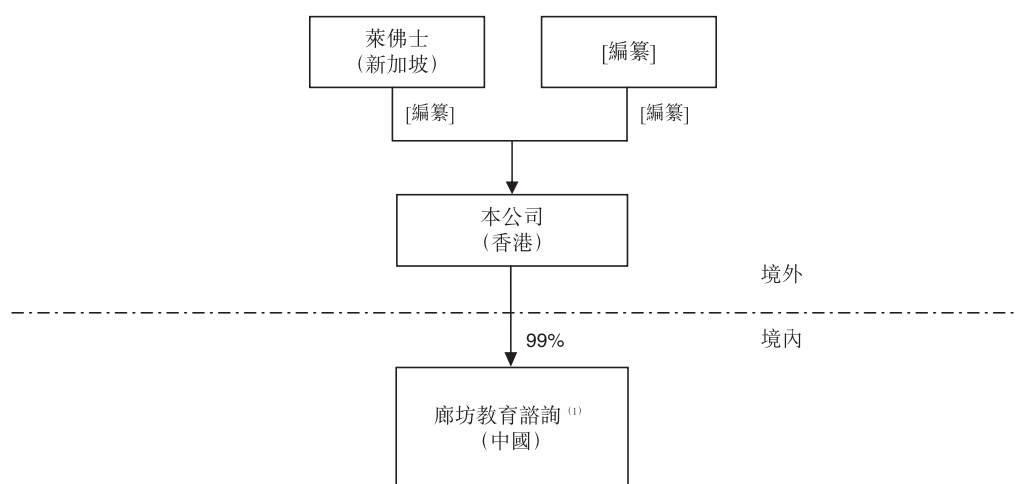 萊佛士
（新加坡）
[編纂]
[編纂]
[編纂]
本公司
（香港）
境外
99%
境內
廊坊教育諮詢 (1)
（中國）